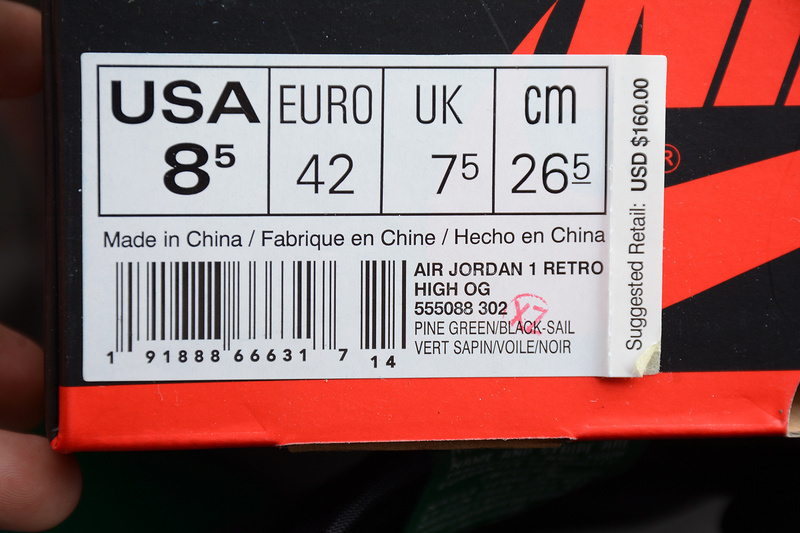 USA EURO UK cm
8⁵ 42 7⁵ 26⁵
Made in China / Fabrique en Chine / Hecho en China
AIR JORDAN 1 RETRO
HIGH OG
555088 302
XZ
PINE GREEN/BLACK-SAIL
VERT SAPIN/VOILE/NOIR
1 91888 66631 7 14
Suggested Retail: USD $160.00
®